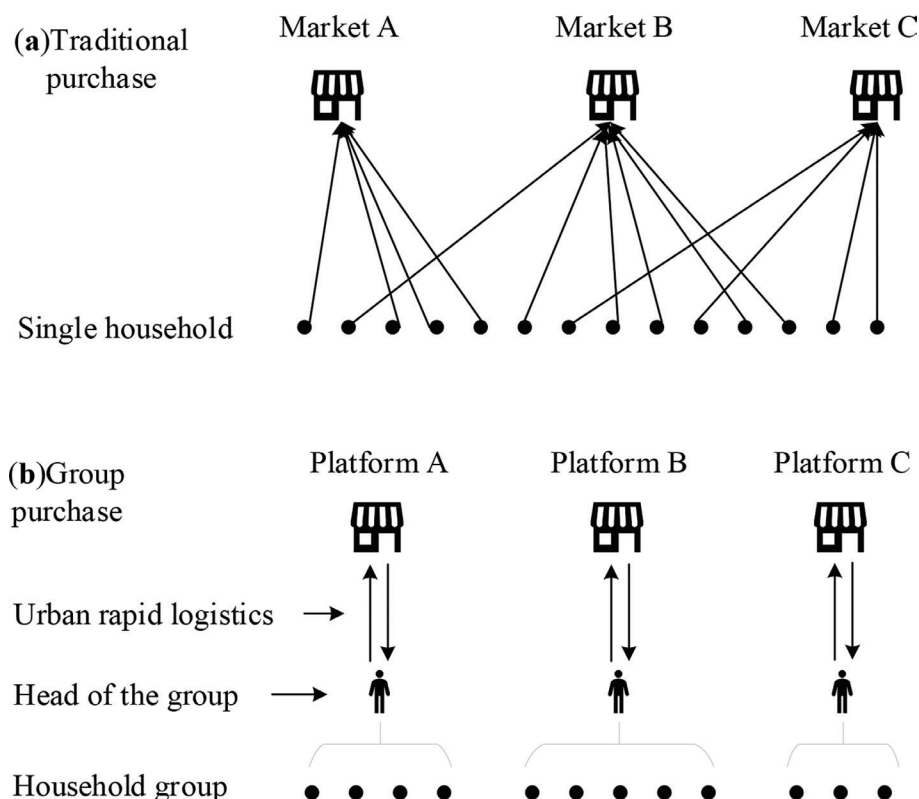 Market A Market B Market C
(a)Traditional
purchase
Single household
Platform A Platform B Platform C
(b)Group
purchase
Urban rapid logistics
Head of the group
Household group